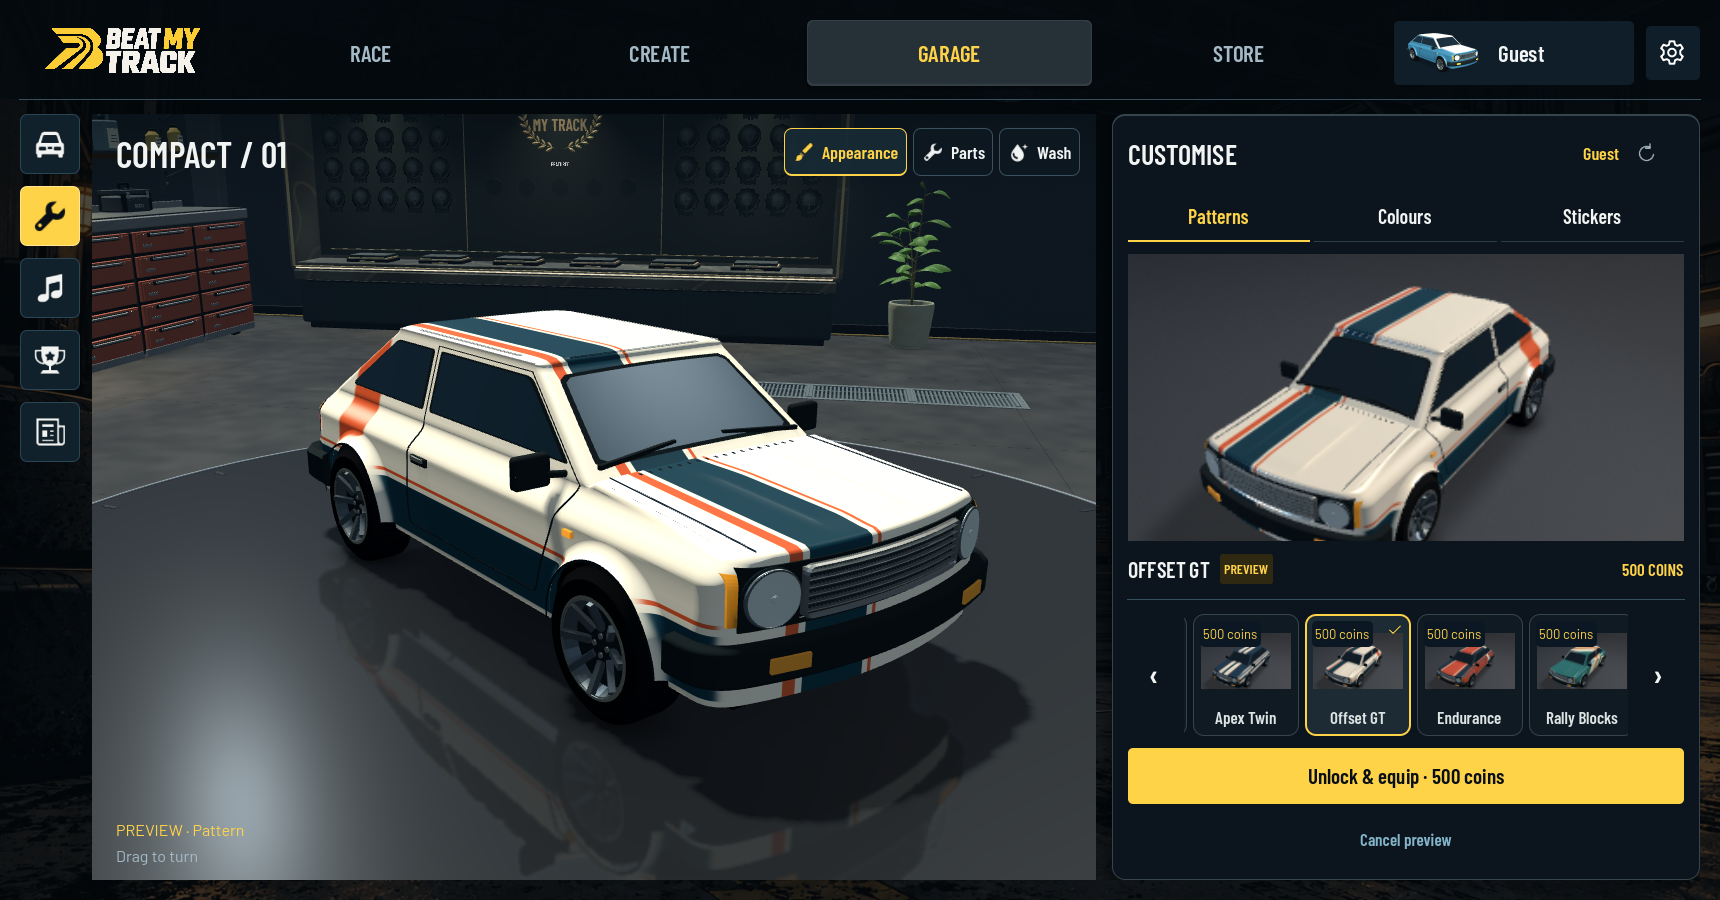 BEAT MY
TRACK
RACE
CREATE
GARAGE
STORE
Guest
COMPACT / 01
MY TRACK
Appearance
Parts
Wash
CUSTOMISE
Guest
Patterns
Colours
Stickers
OFFSET GT
PREVIEW
500 COINS
500 coins
500 coins
500 coins
500 coins
Apex Twin
Offset GT
Endurance
Rally Blocks
Unlock & equip · 500 coins
Cancel preview
PREVIEW · Pattern
Drag to turn